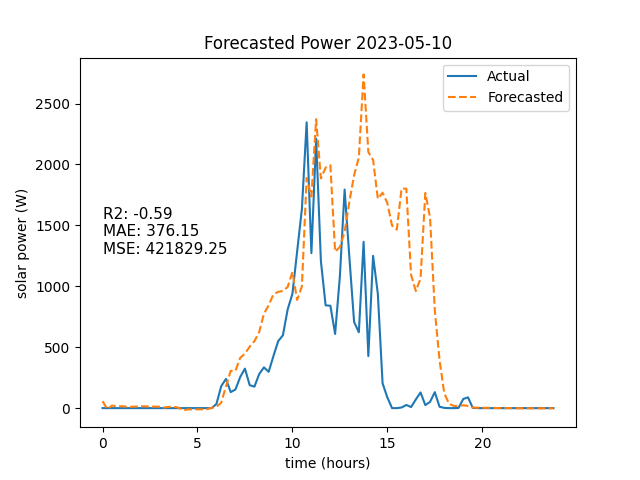 Forecasted Power 2023-05-10
Actual
Forecasted
2500
2000
1500
1000
500
0
solar power (W)
R2: -0.59
MAE: 376.15
MSE: 421829.25
0 5 10 15 20
time (hours)